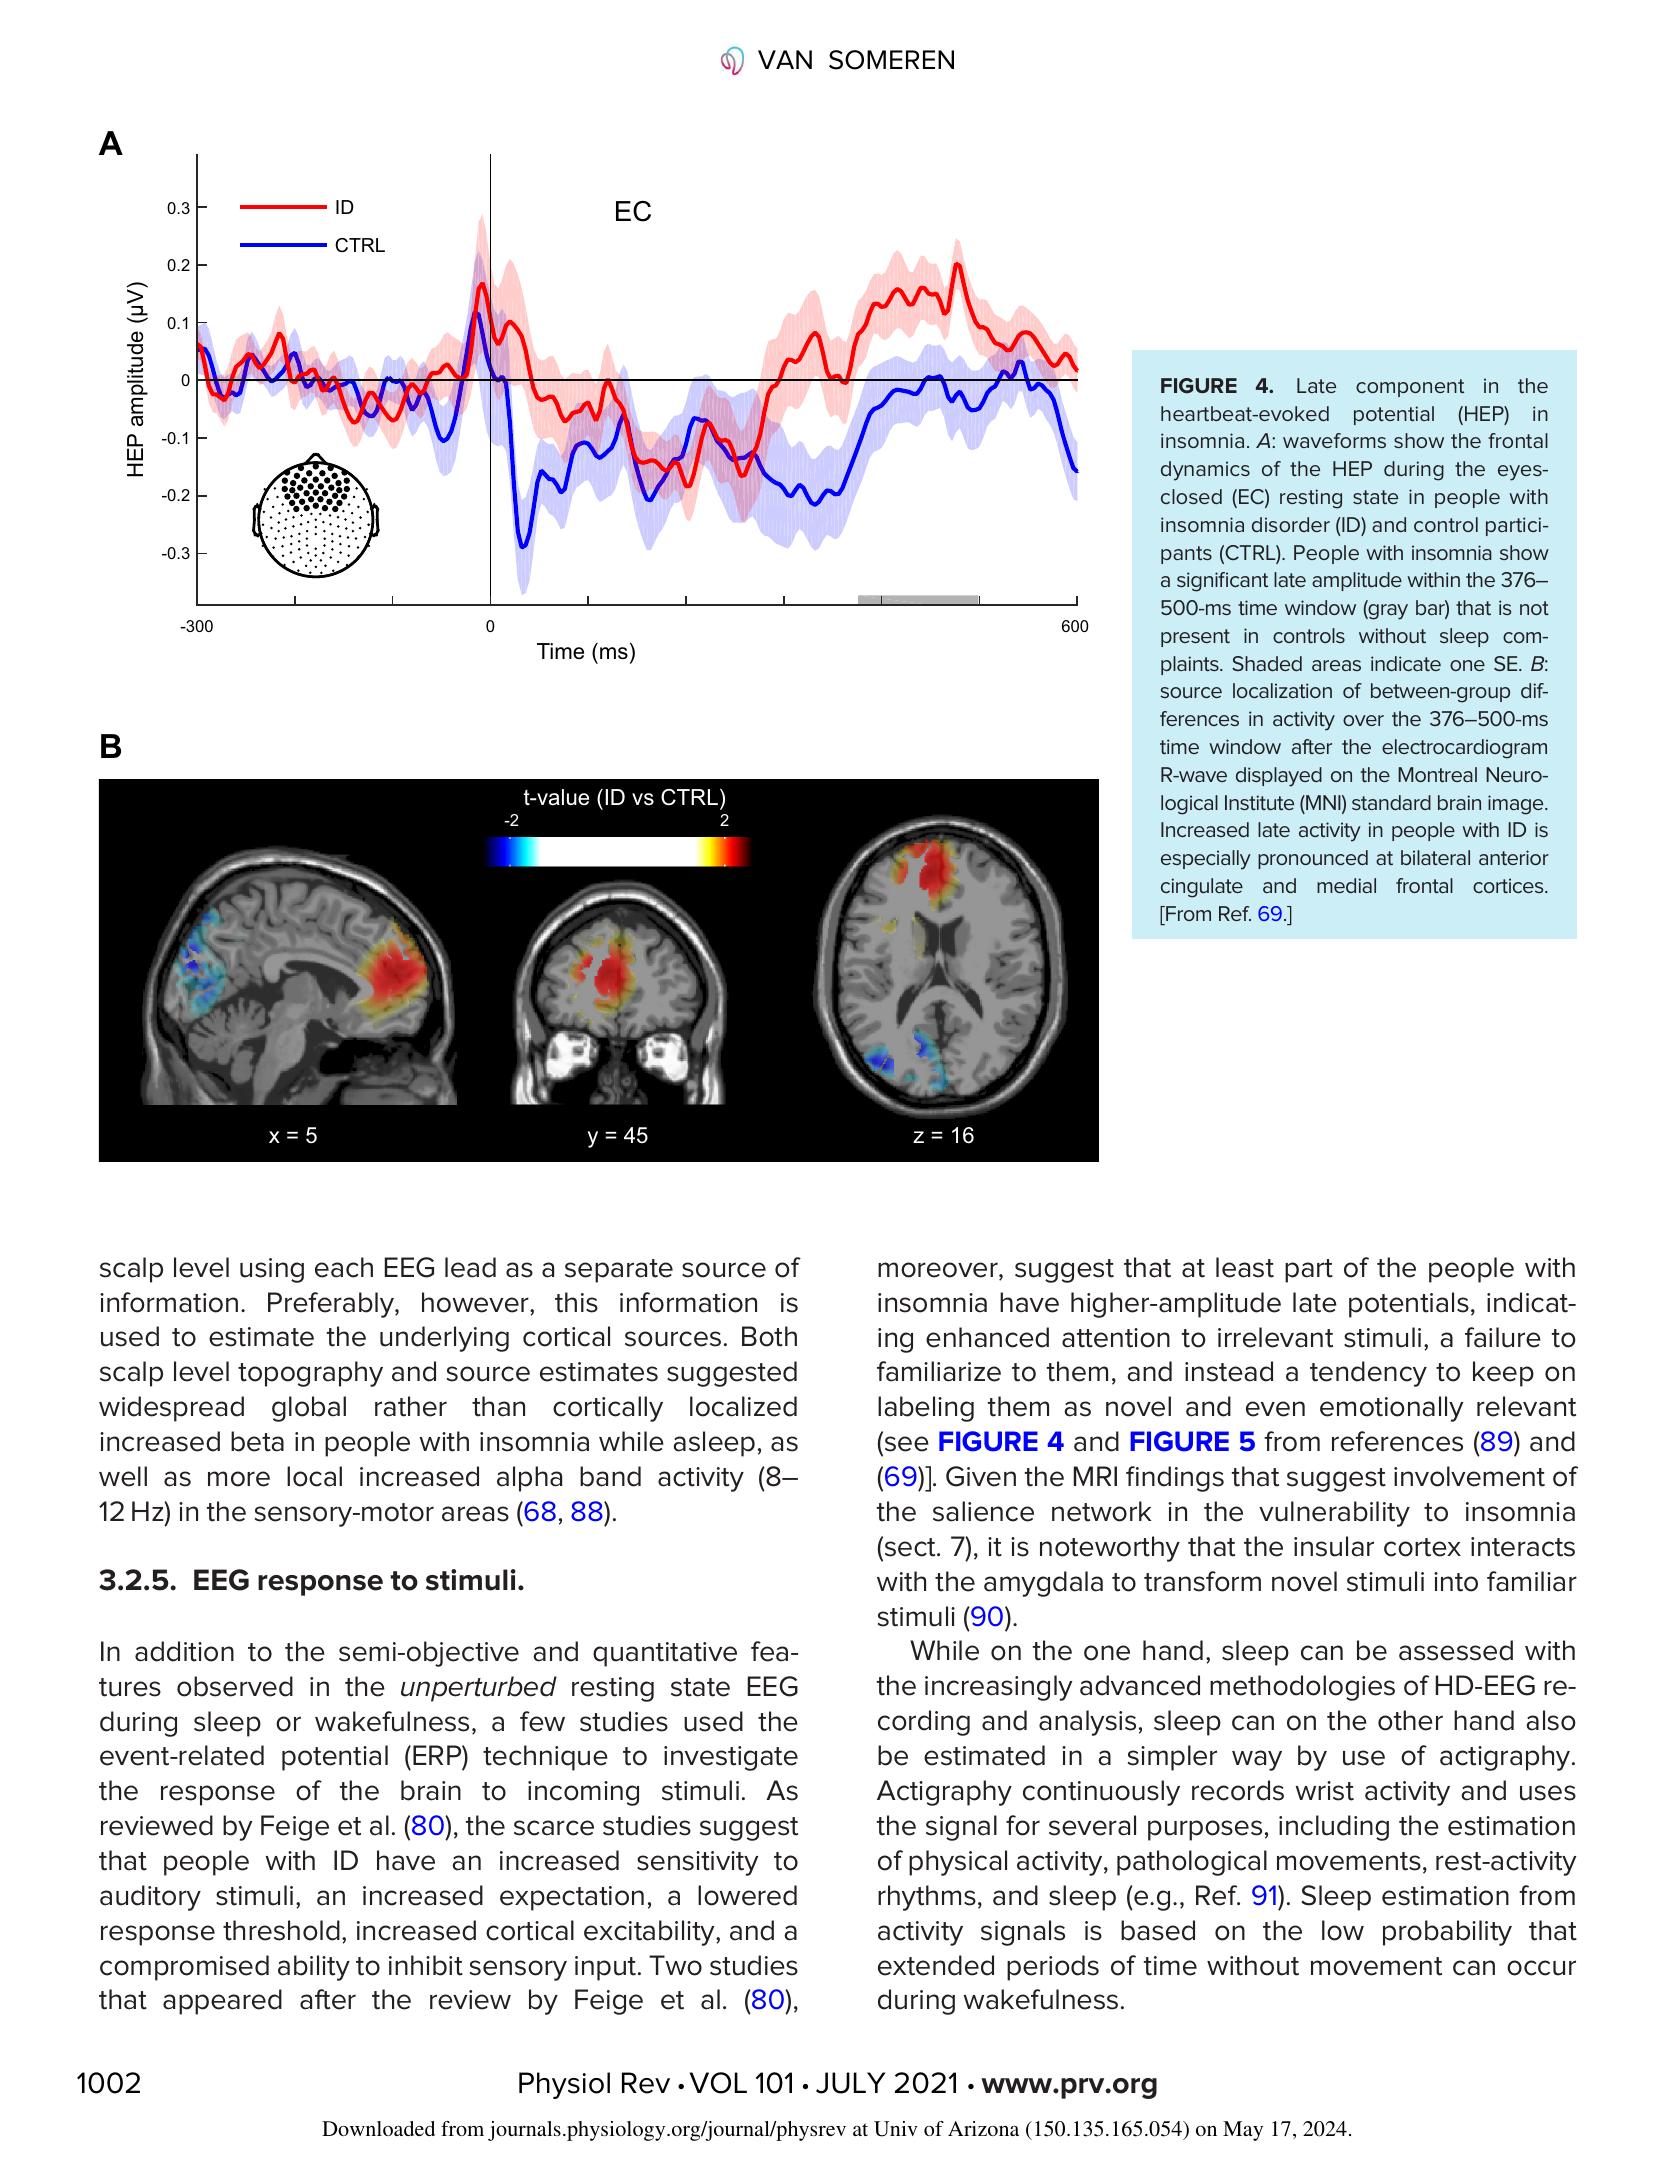 VAN SOMEREN
A
0.3
0.2
0.1
0
-0.1
-0.2
-0.3
HEP amplitude (µV)
ID
CTRL
EC
-300
0
600
Time (ms)
FIGURE 4. Late component in the
heartbeat-evoked potential (HEP) in
insomnia. A: waveforms show the frontal
dynamics of the HEP during the eyes-
closed (EC) resting state in people with
insomnia disorder (ID) and control partici-
pants (CTRL). People with insomnia show
a significant late amplitude within the 376–
500-ms time window (gray bar) that is not
present in controls without sleep com-
plaints. Shaded areas indicate one SE. B:
source localization of between-group dif-
ferences in activity over the 376–500-ms
time window after the electrocardiogram
R-wave displayed on the Montreal Neuro-
logical Institute (MNI) standard brain image.
Increased late activity in people with ID is
especially pronounced at bilateral anterior
cingulate and medial frontal cortices.
[From Ref. 69.]
B
t-value (ID vs CTRL)
-2
2
x = 5
y = 45
z = 16
scalp level using each EEG lead as a separate source of
information. Preferably, however, this information is
used to estimate the underlying cortical sources. Both
scalp level topography and source estimates suggested
widespread global rather than cortically localized
increased beta in people with insomnia while asleep, as
well as more local increased alpha band activity (8–
12 Hz) in the sensory-motor areas (68, 88).
3.2.5. EEG response to stimuli.
In addition to the semi-objective and quantitative fea-
tures observed in the unperturbed resting state EEG
during sleep or wakefulness, a few studies used the
event-related potential (ERP) technique to investigate
the response of the brain to incoming stimuli. As
reviewed by Feige et al. (80), the scarce studies suggest
that people with ID have an increased sensitivity to
auditory stimuli, an increased expectation, a lowered
response threshold, increased cortical excitability, and a
compromised ability to inhibit sensory input. Two studies
that appeared after the review by Feige et al. (80),
moreover, suggest that at least part of the people with
insomnia have higher-amplitude late potentials, indicat-
ing enhanced attention to irrelevant stimuli, a failure to
familiarize to them, and instead a tendency to keep on
labeling them as novel and even emotionally relevant
(see FIGURE 4 and FIGURE 5 from references (89) and
(69)]. Given the MRI findings that suggest involvement of
the salience network in the vulnerability to insomnia
(sect. 7), it is noteworthy that the insular cortex interacts
with the amygdala to transform novel stimuli into familiar
stimuli (90).
While on the one hand, sleep can be assessed with
the increasingly advanced methodologies of HD-EEG re-
cording and analysis, sleep can on the other hand also
be estimated in a simpler way by use of actigraphy.
Actigraphy continuously records wrist activity and uses
the signal for several purposes, including the estimation
of physical activity, pathological movements, rest-activity
rhythms, and sleep (e.g., Ref. 91). Sleep estimation from
activity signals is based on the low probability that
extended periods of time without movement can occur
during wakefulness.
1002
Physiol Rev • VOL 101 • JULY 2021 • www.prv.org
Downloaded from journals.physiology.org/journal/physrev at Univ of Arizona (150.135.165.054) on May 17, 2024.